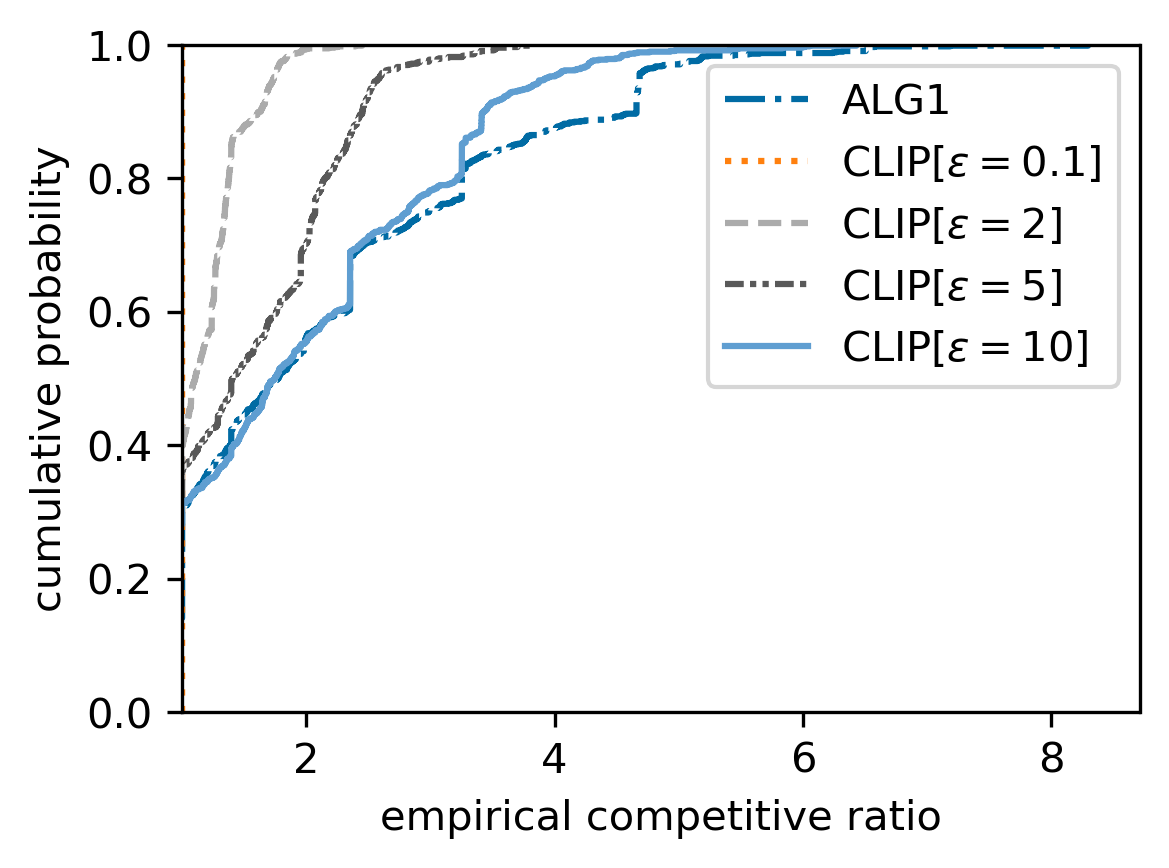 1.0
0.8
0.6
0.4
0.2
0.0
cumulative probability
2 4 6 8
empirical competitive ratio
ALG1
CLIP[ε = 0.1]
CLIP[ε = 2]
CLIP[ε = 5]
CLIP[ε = 10]